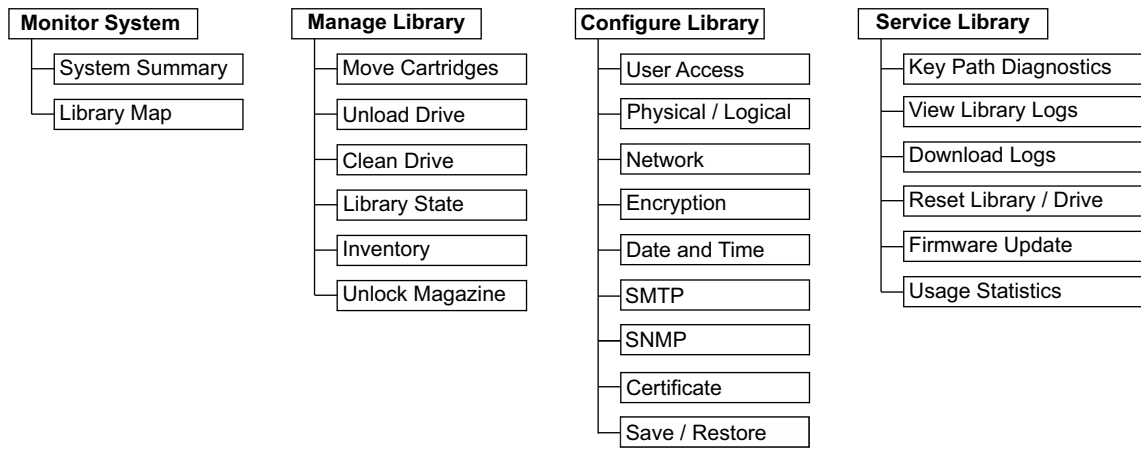 Monitor System
System Summary
Library Map
Manage Library
Move Cartridges
Unload Drive
Clean Drive
Library State
Inventory
Unlock Magazine
Configure Library
User Access
Physical / Logical
Network
Encryption
Date and Time
SMTP
SNMP
Certificate
Save / Restore
Service Library
Key Path Diagnostics
View Library Logs
Download Logs
Reset Library / Drive
Firmware Update
Usage Statistics